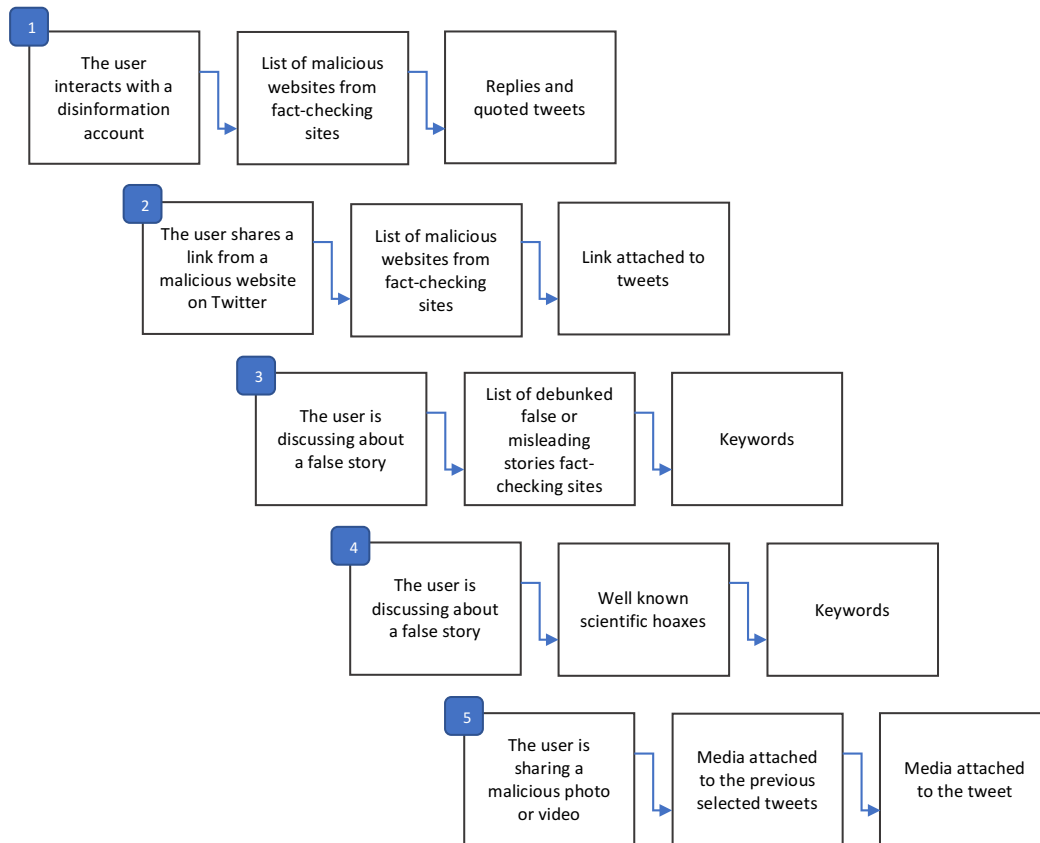 1
The user
interacts with a
disinformation
account
List of malicious
websites from
fact-checking
sites
Replies and
quoted tweets
2
The user shares a
link from a
malicious website
on Twitter
List of malicious
websites from
fact-checking
sites
Link attached to
tweets
3
The user is
discussing about
a false story
List of debunked
false or
misleading
stories fact-
checking sites
Keywords
4
The user is
discussing about
a false story
Well known
scientific hoaxes
Keywords
5
The user is
sharing a
malicious photo
or video
Media attached
to the previous
selected tweets
Media attached
to the tweet